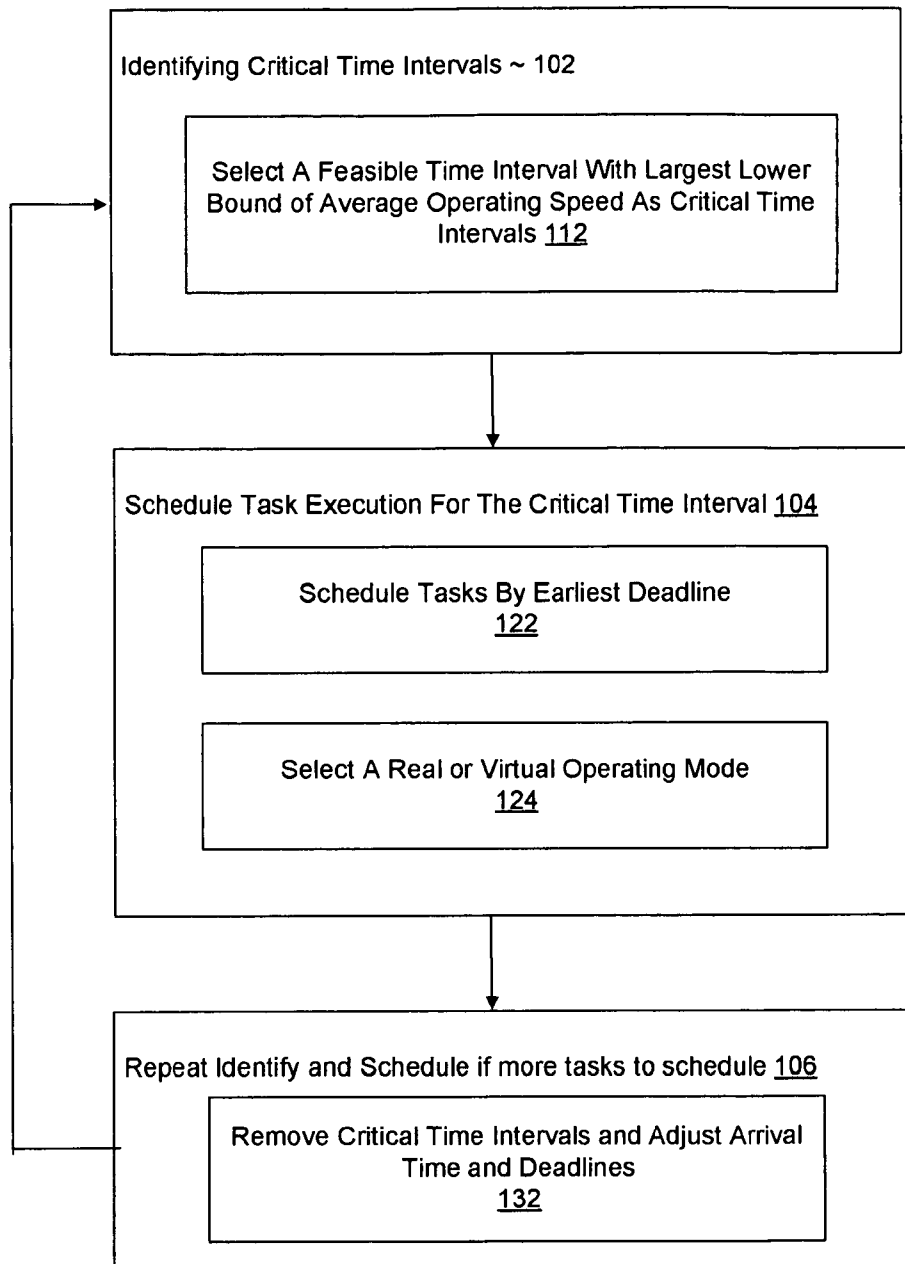 Identifying Critical Time Intervals ~ 102
Select A Feasible Time Interval With Largest Lower
Bound of Average Operating Speed As Critical Time
Intervals 112
Schedule Task Execution For The Critical Time Interval 104
Schedule Tasks By Earliest Deadline
122
Select A Real or Virtual Operating Mode
124
Repeat Identify and Schedule if more tasks to schedule 106
Remove Critical Time Intervals and Adjust Arrival
Time and Deadlines
132